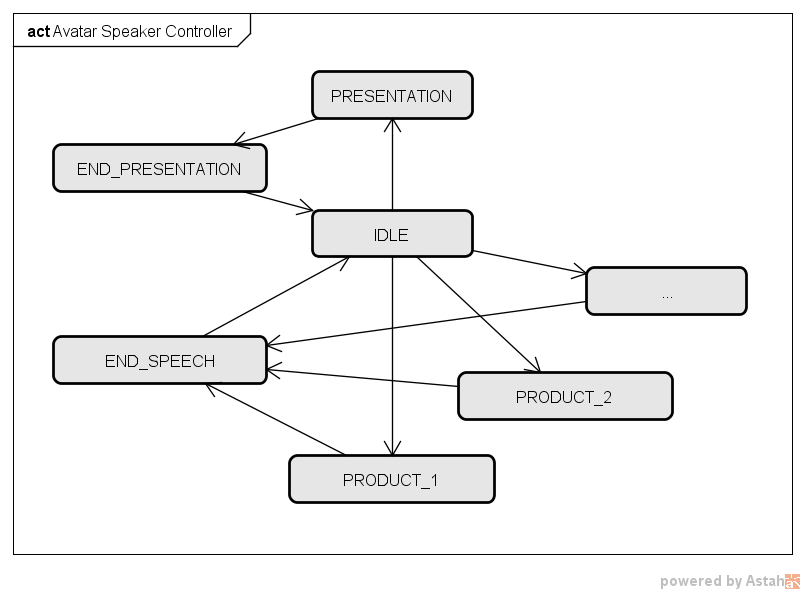 act Avatar Speaker Controller
PRESENTATION
END_PRESENTATION
IDLE
...
END_SPEECH
PRODUCT_2
PRODUCT_1
powered by Astah